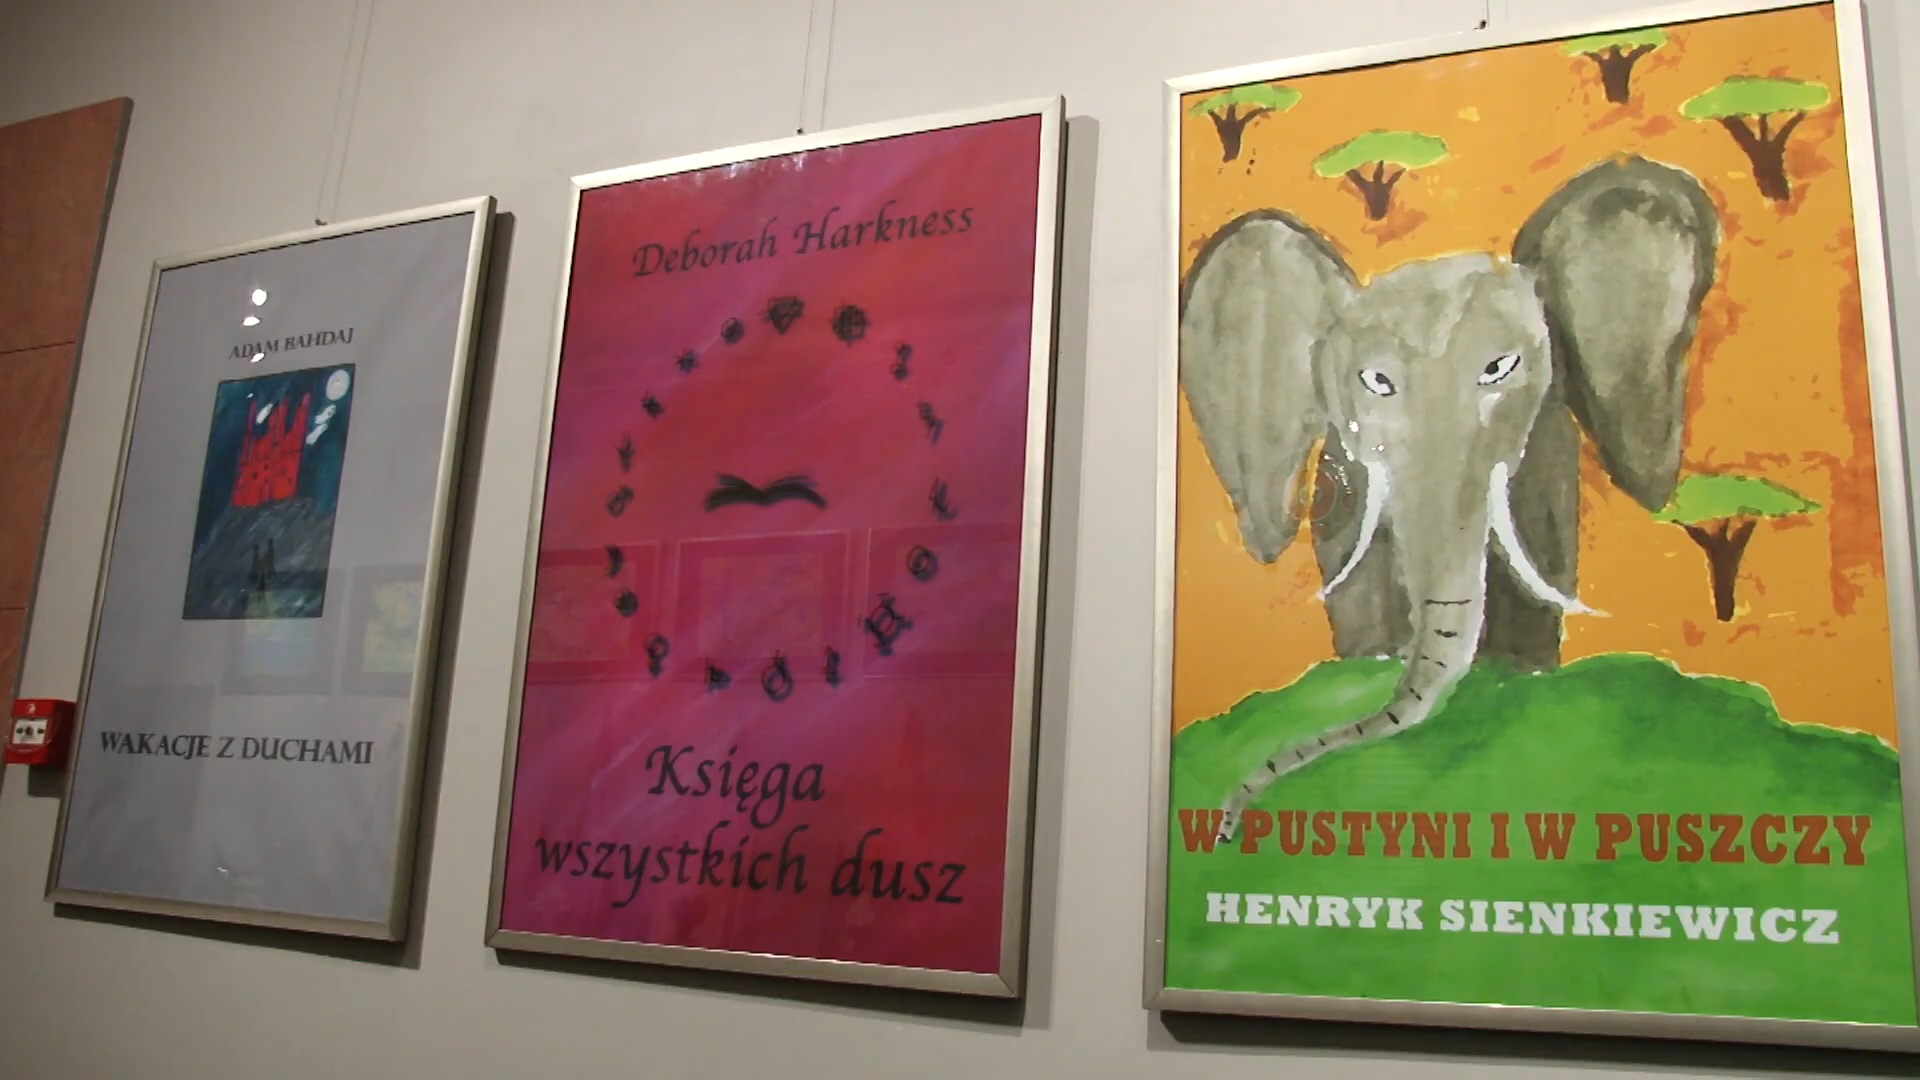 ADAM BAHDAJ
WAKACJE Z DUCHAMI
Deborah Harkness
Księga
wszystkich dusz
W PUSTYNI I W PUSZCZY
HENRYK SIENKIEWICZ